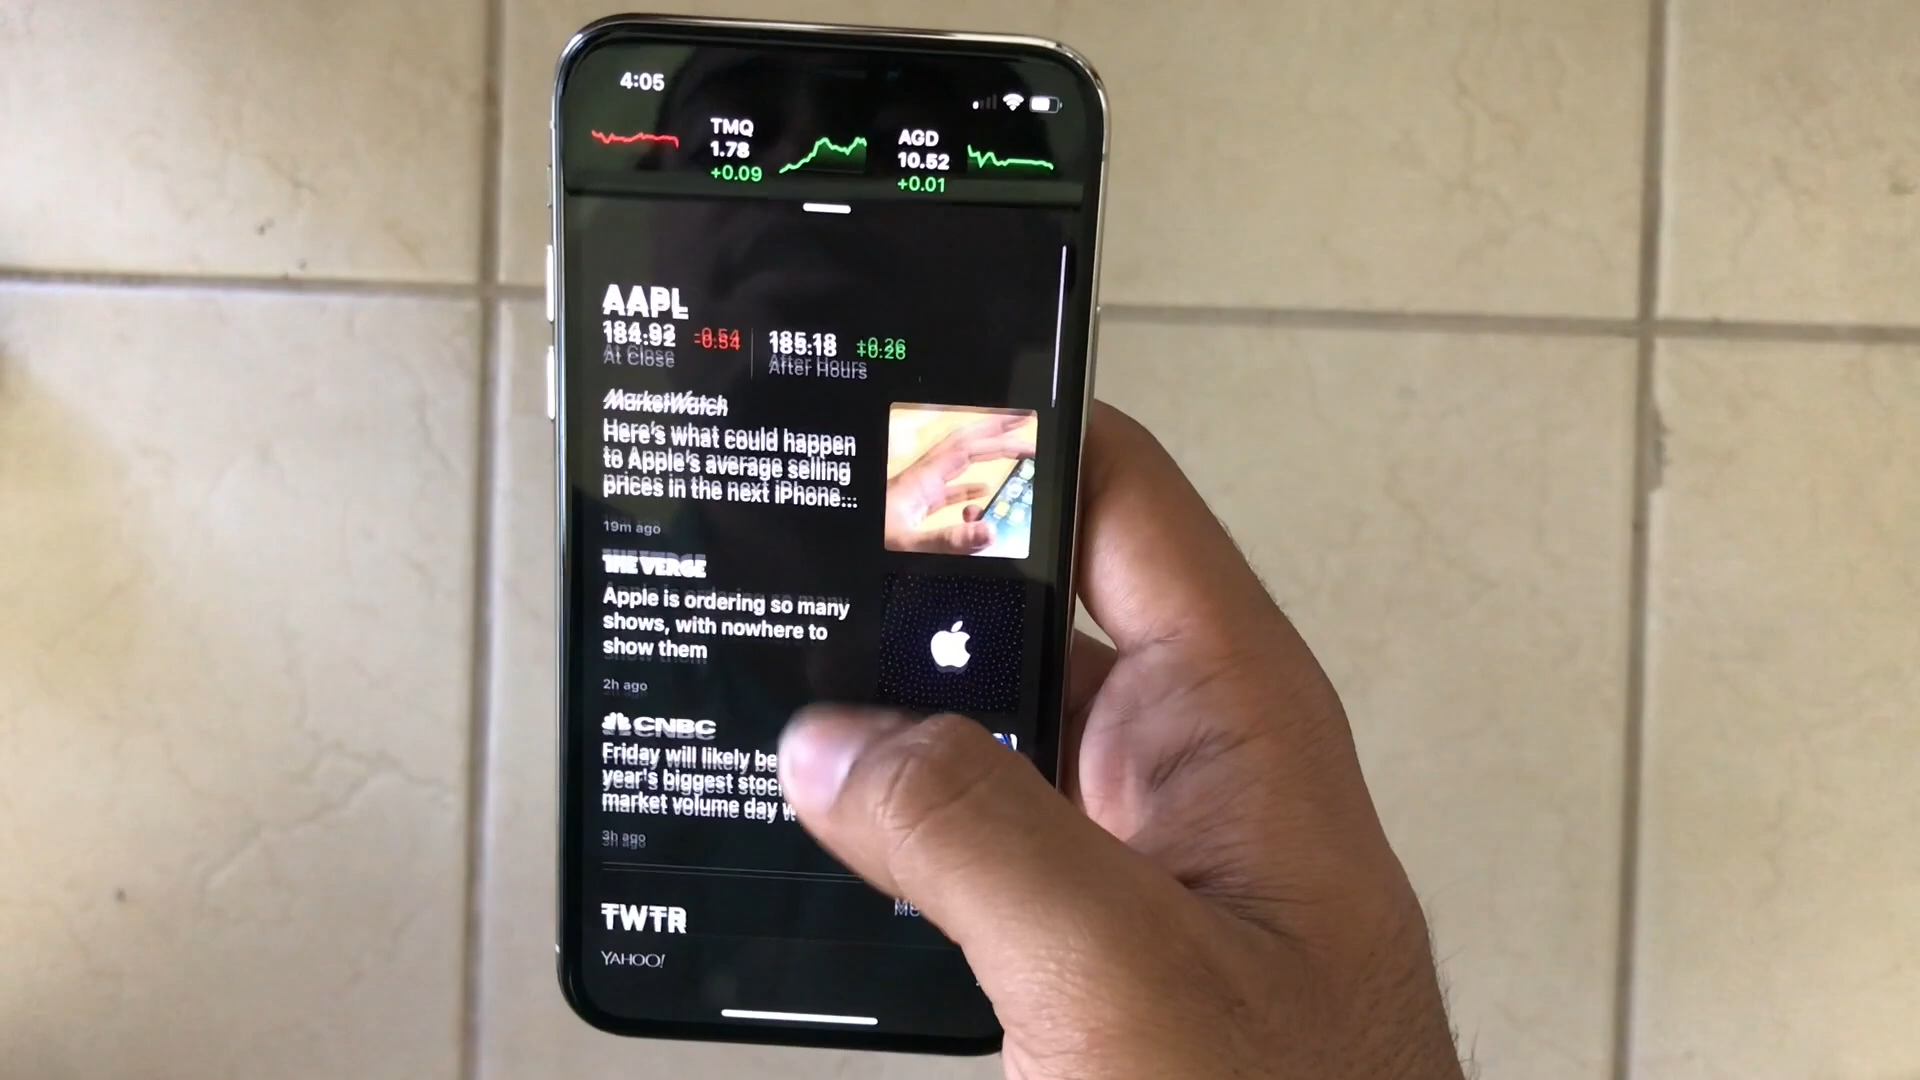 4:05
TMQ
1.78
+0.09
AGD
10.52
+0.01
AAPL
184.92 -0.54 185.18 +0.26
At Close After Hours
MarketWatch
Here's what could happen
to Apple's average selling
prices in the next iPhone...
19m ago
THE VERGE
Apple is ordering so many
shows, with nowhere to
show them
2h ago
CNBC
Friday will likely be
year's biggest stoc
market volume day w
3h ago
TWTR
YAHOO!